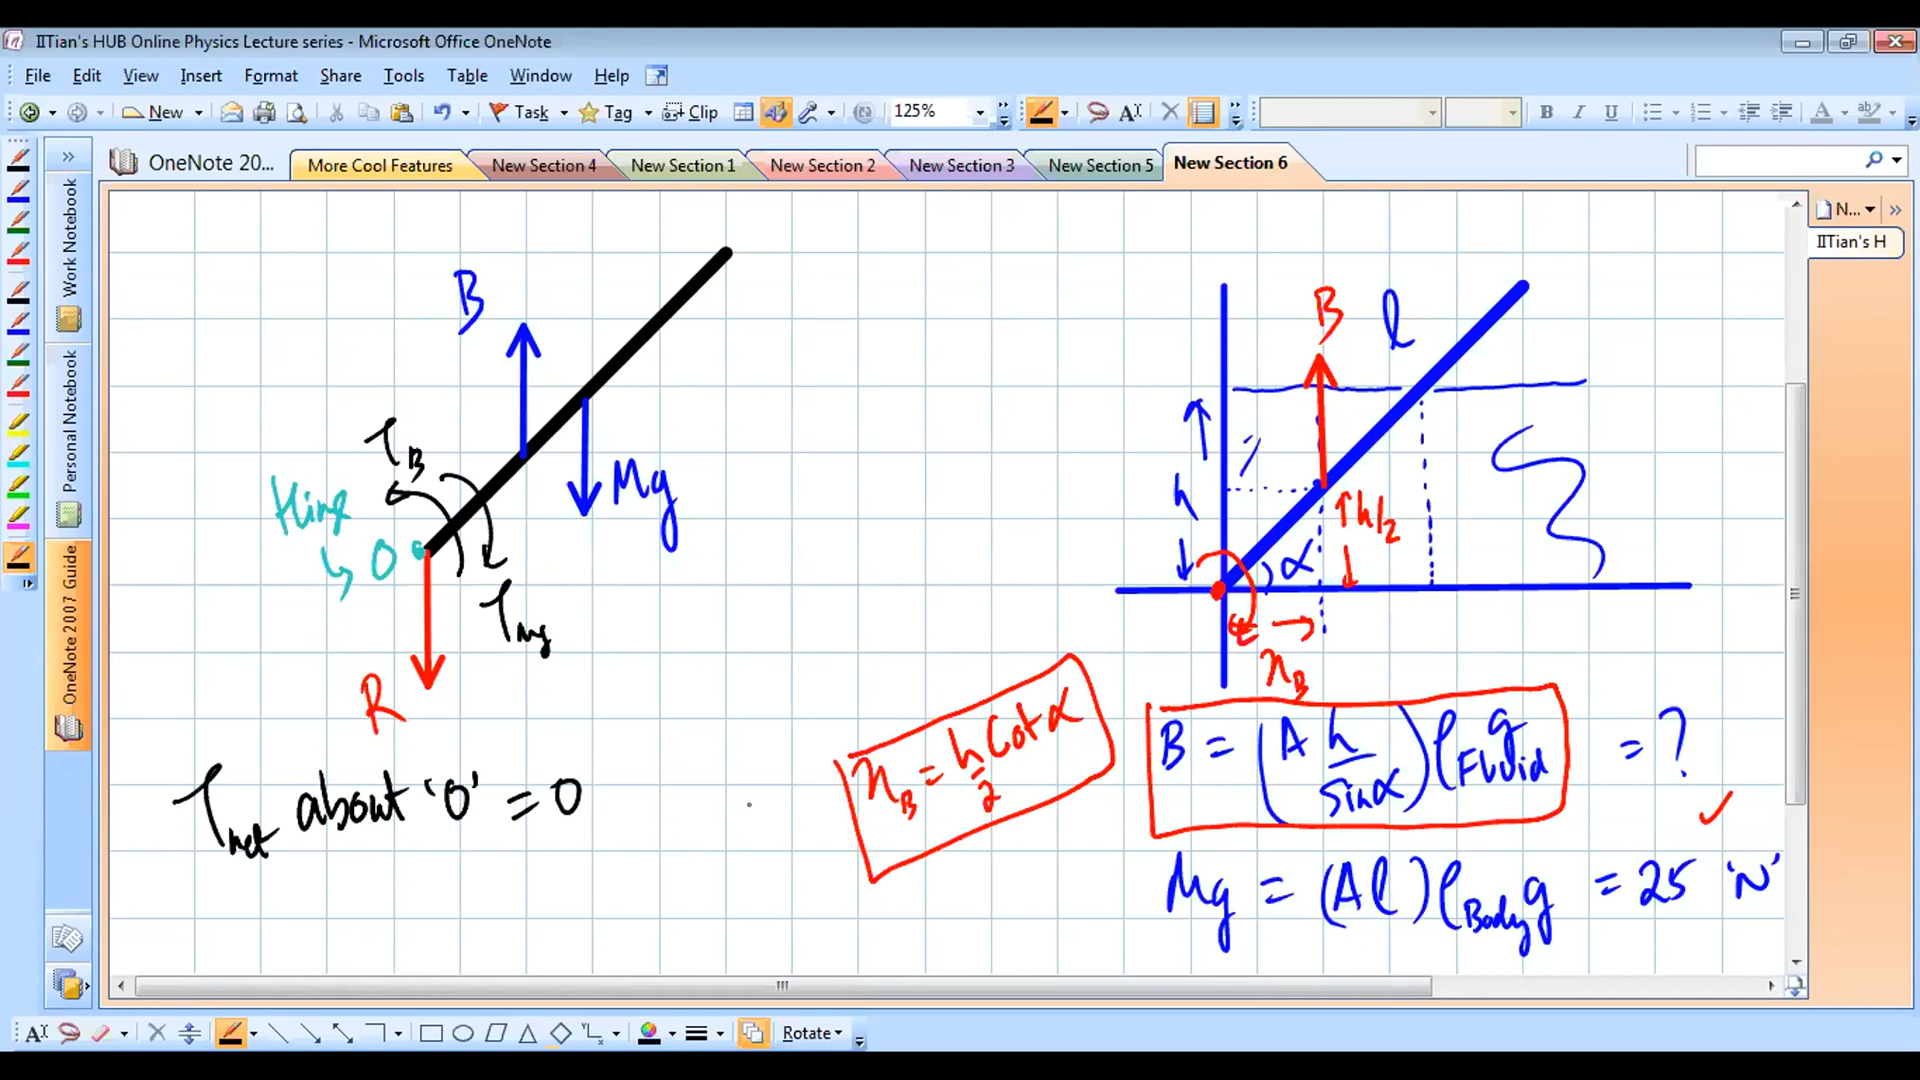 IITian's HUB Online Physics Lecture series - Microsoft Office OneNote
File Edit View Insert Format Share Tools Table Window Help
New Task Tag Clip 125% B I U
OneNote 20... More Cool Features New Section 4 New Section 1 New Section 2 New Section 3 New Section 5 New Section 6
N...
IITian's H
Work Notebook
Personal Notebook
OneNote 2007 Guide
B
τB
Mg
Hinge
O
τMg
R
τnet about 'O' = 0
B
l
h
h/2
α
xB
xB = h/2 Cot α
B = (A h/sinα) ρFluid g = ?
Mg = (Al) ρBody g = 25 'N'
Rotate